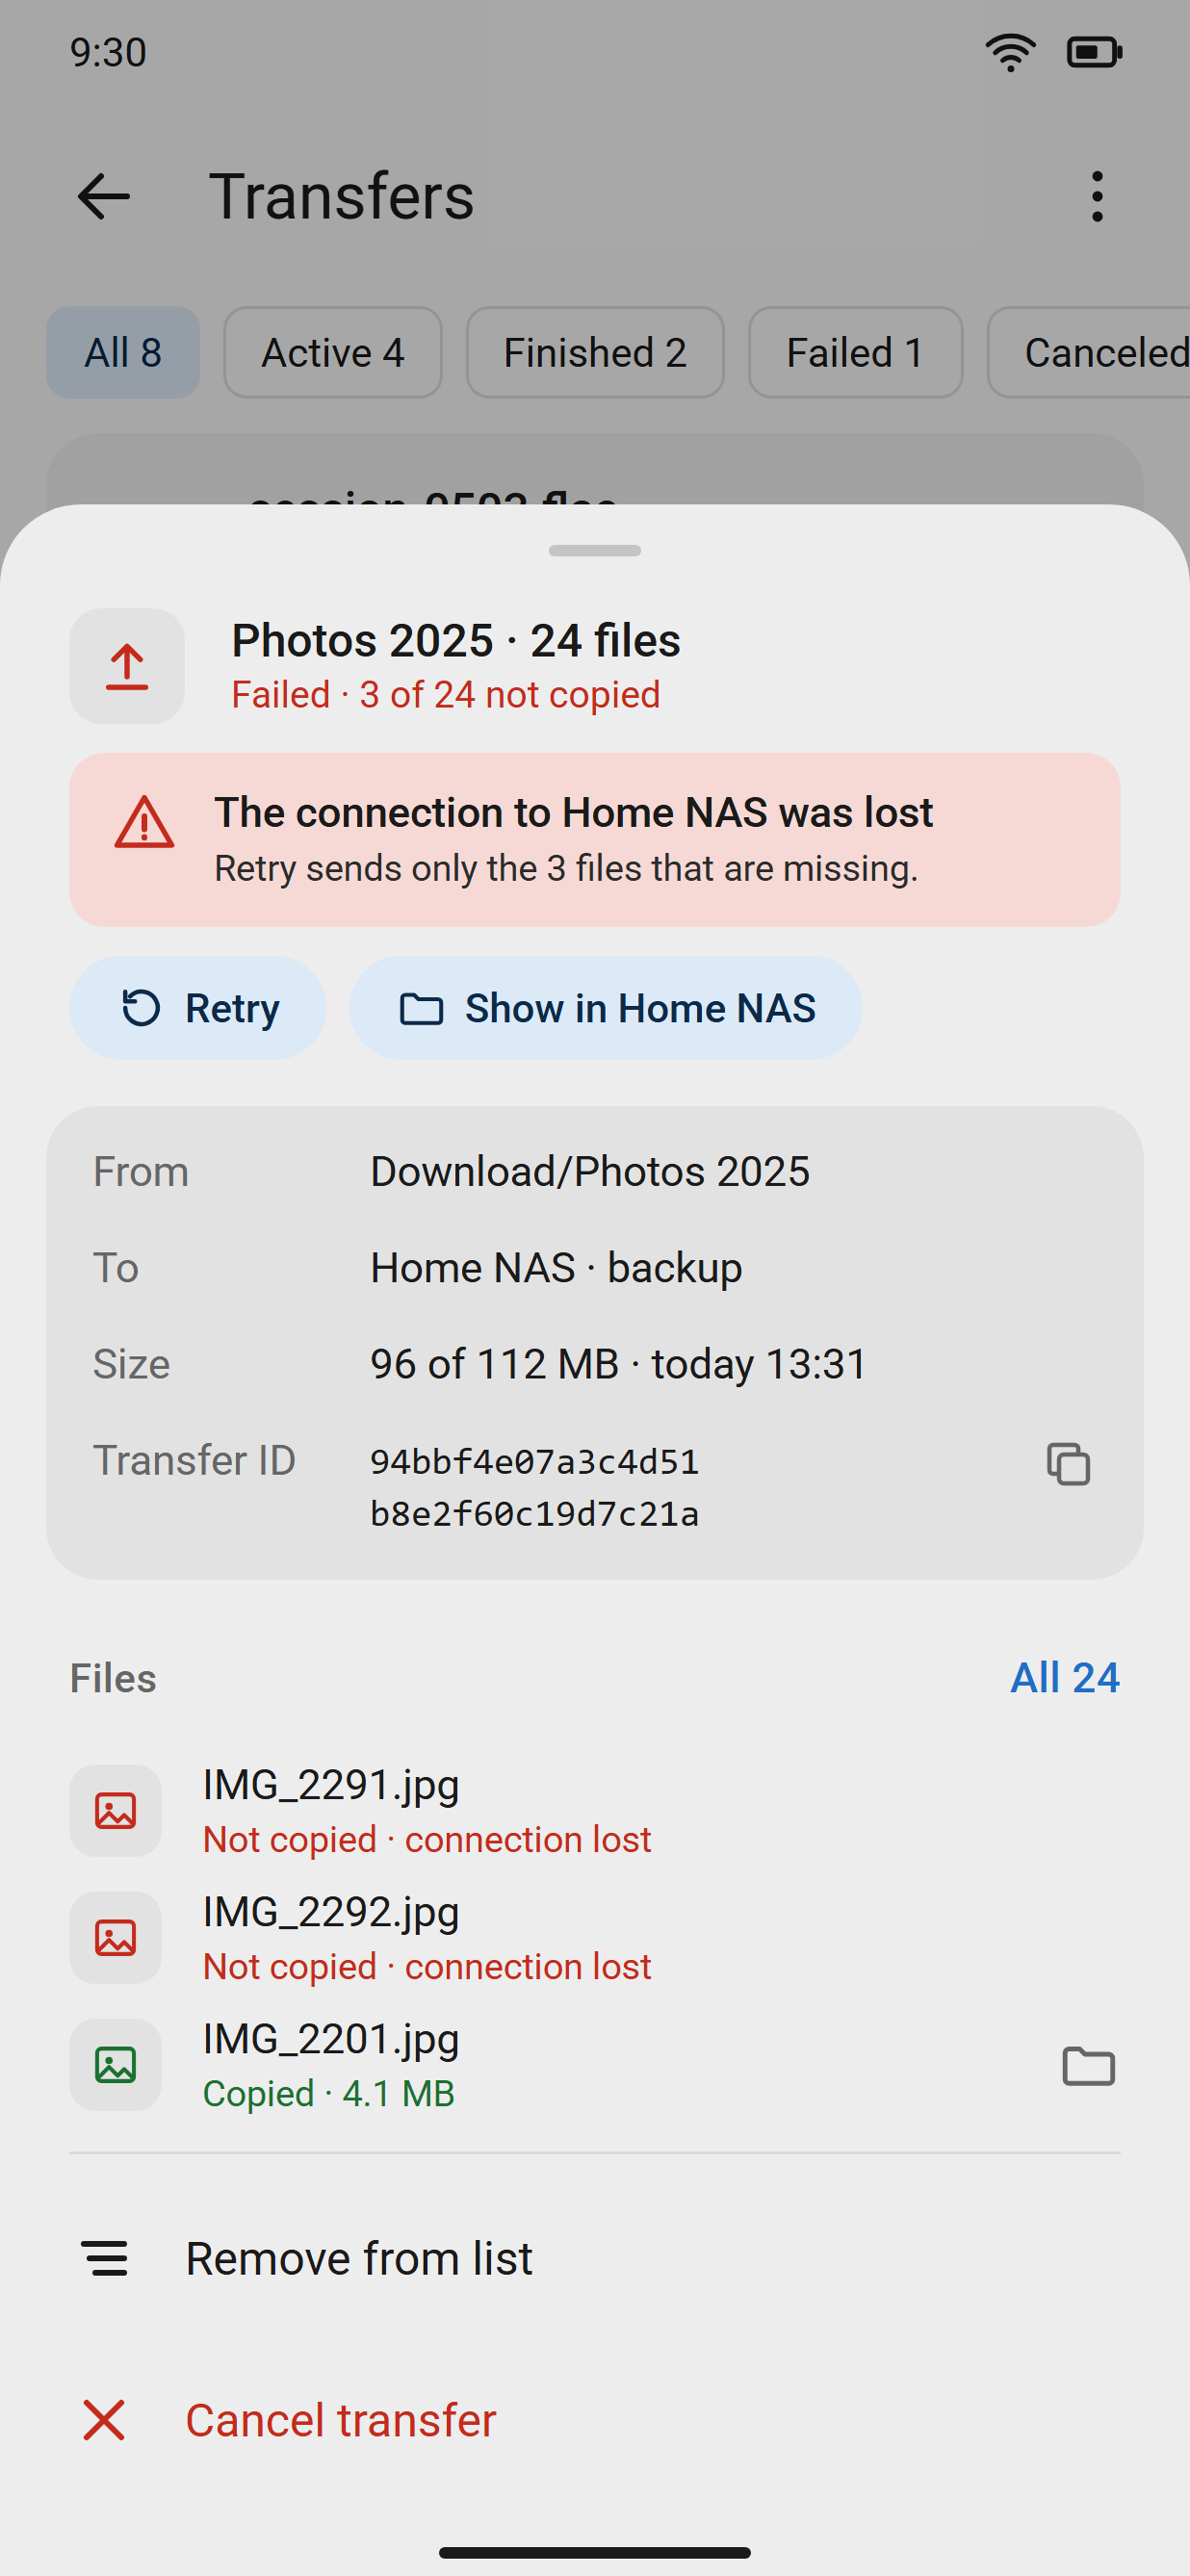 9:30
Transfers
All 8
Active 4
Finished 2
Failed 1
Canceled
Photos 2025 · 24 files
Failed · 3 of 24 not copied
The connection to Home NAS was lost
Retry sends only the 3 files that are missing.
Retry
Show in Home NAS
From
Download/Photos 2025
To
Home NAS · backup
Size
96 of 112 MB · today 13:31
Transfer ID
94bbf4e07a3c4d51
b8e2f60c19d7c21a
Files
All 24
IMG_2291.jpg
Not copied · connection lost
IMG_2292.jpg
Not copied · connection lost
IMG_2201.jpg
Copied · 4.1 MB
Remove from list
Cancel transfer